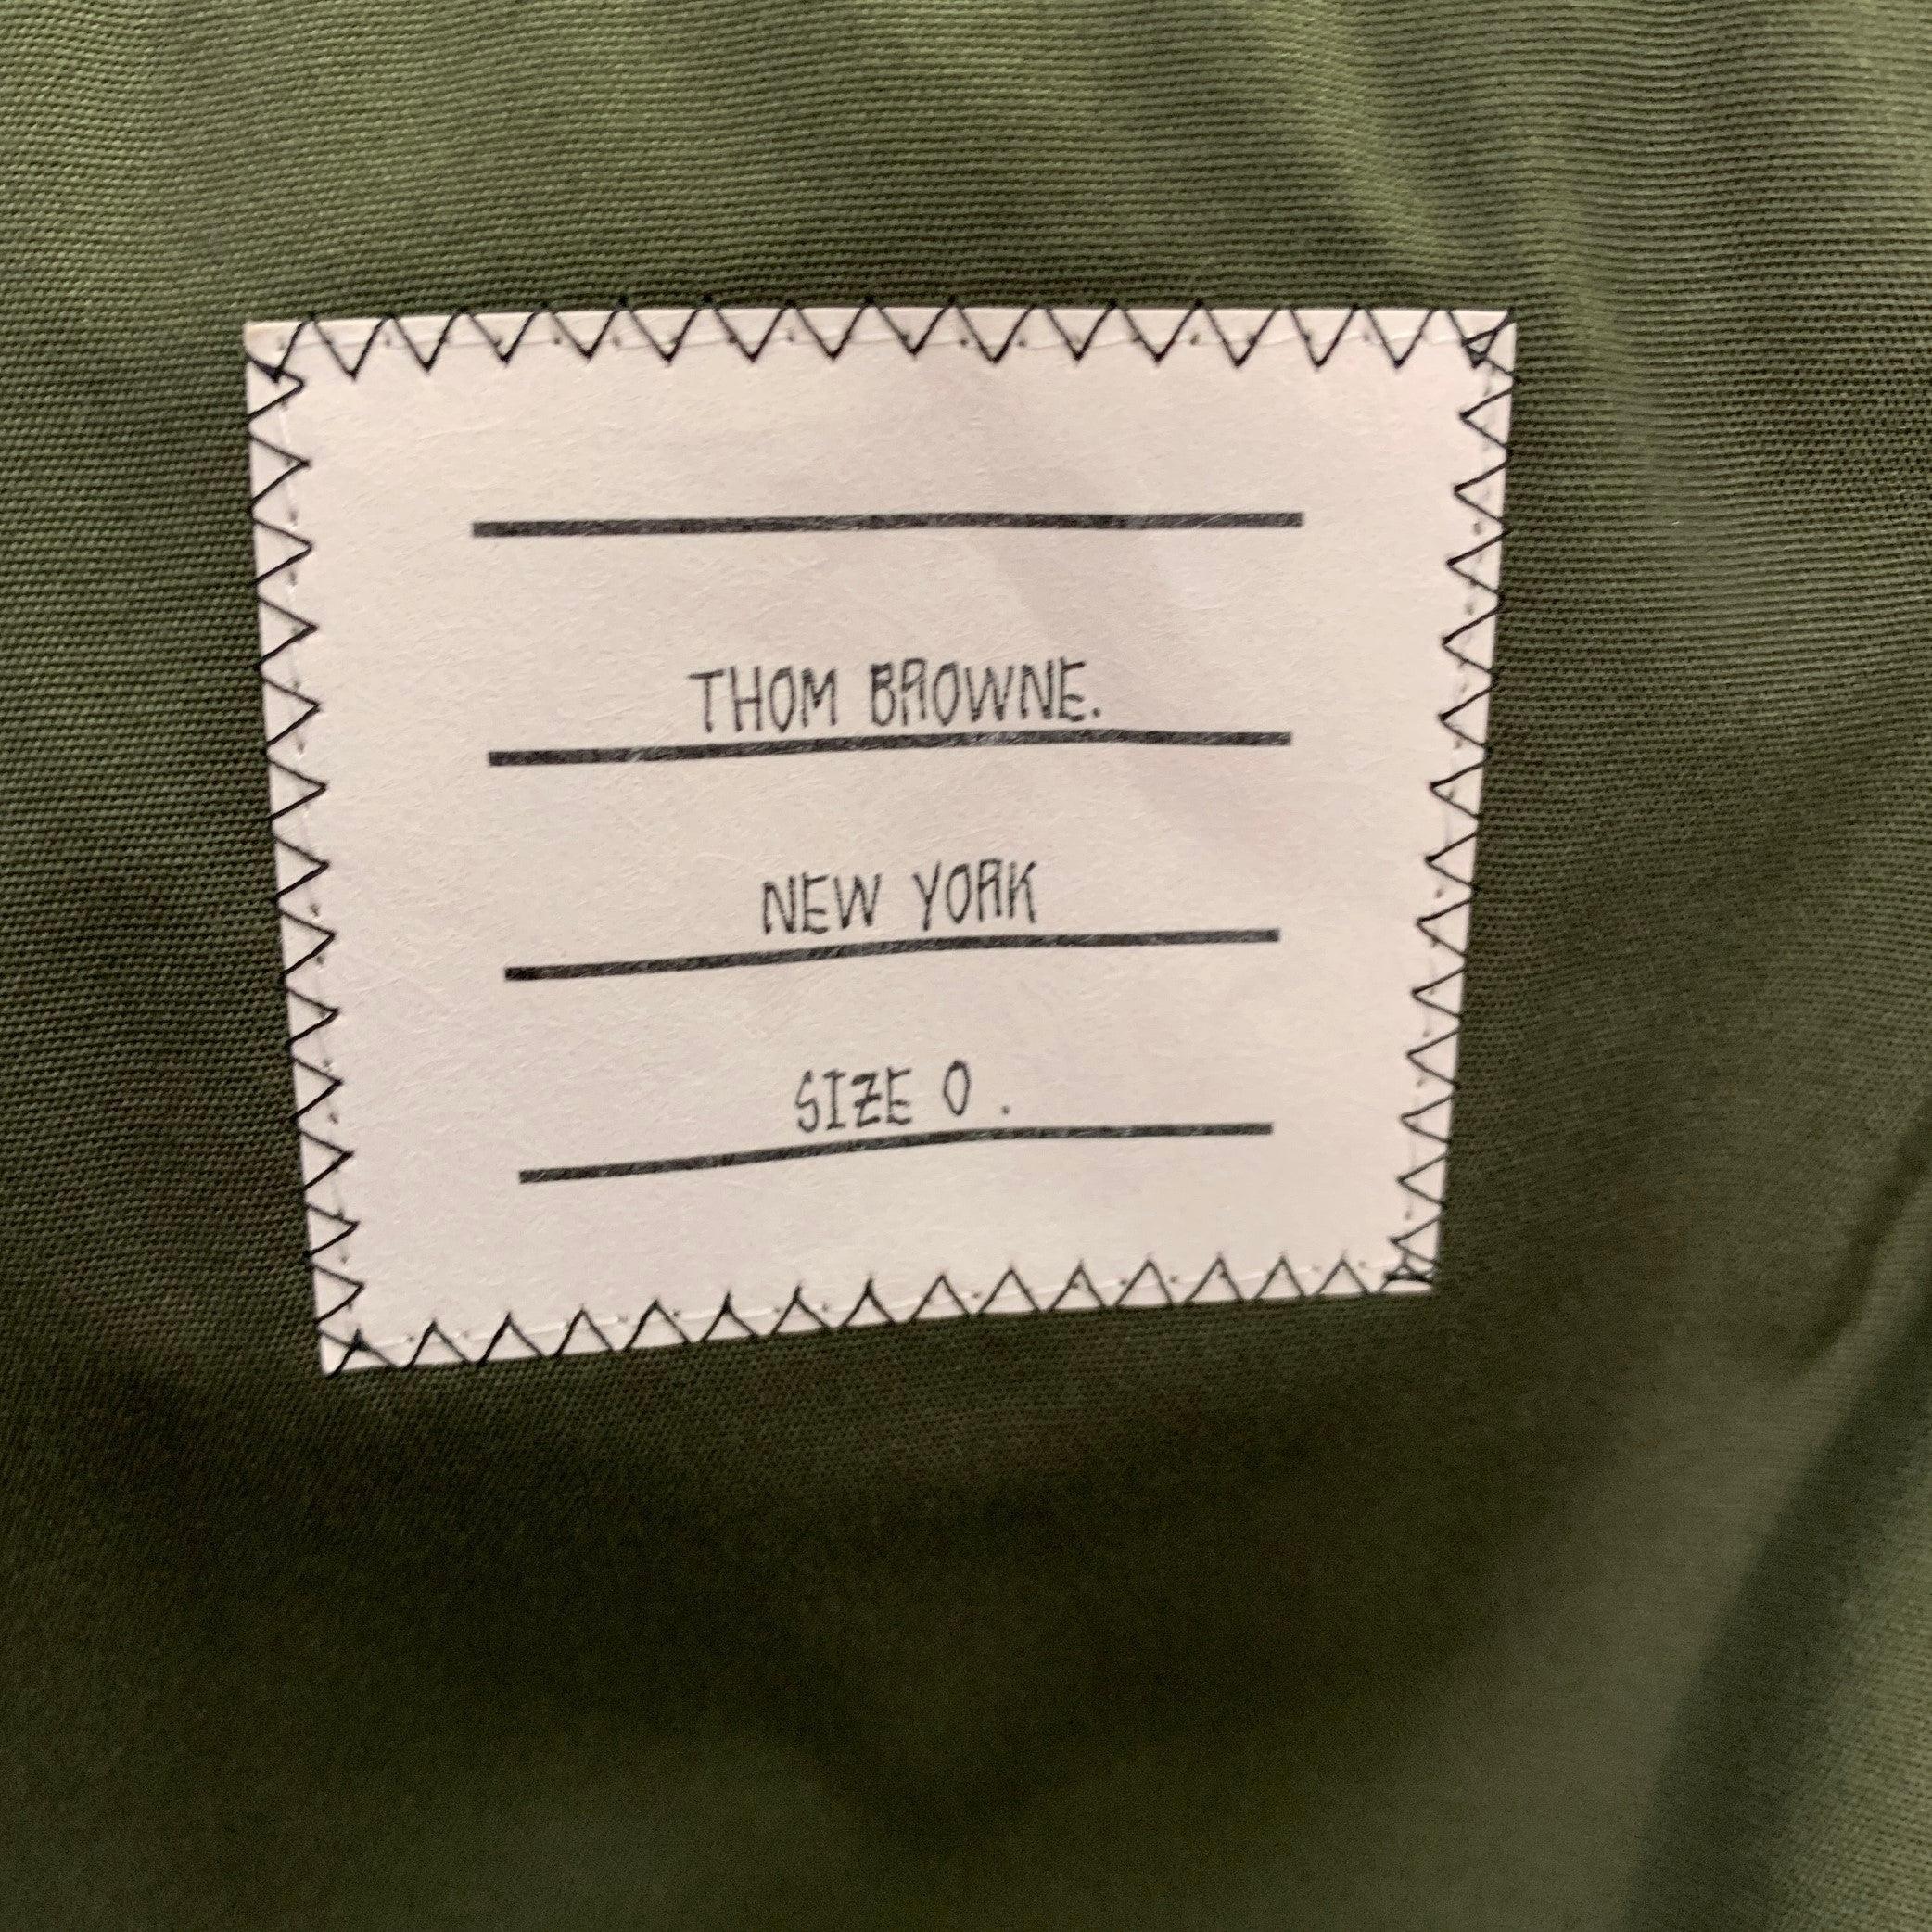 THOM BROWNE.
NEW YORK
SIZE 0 .